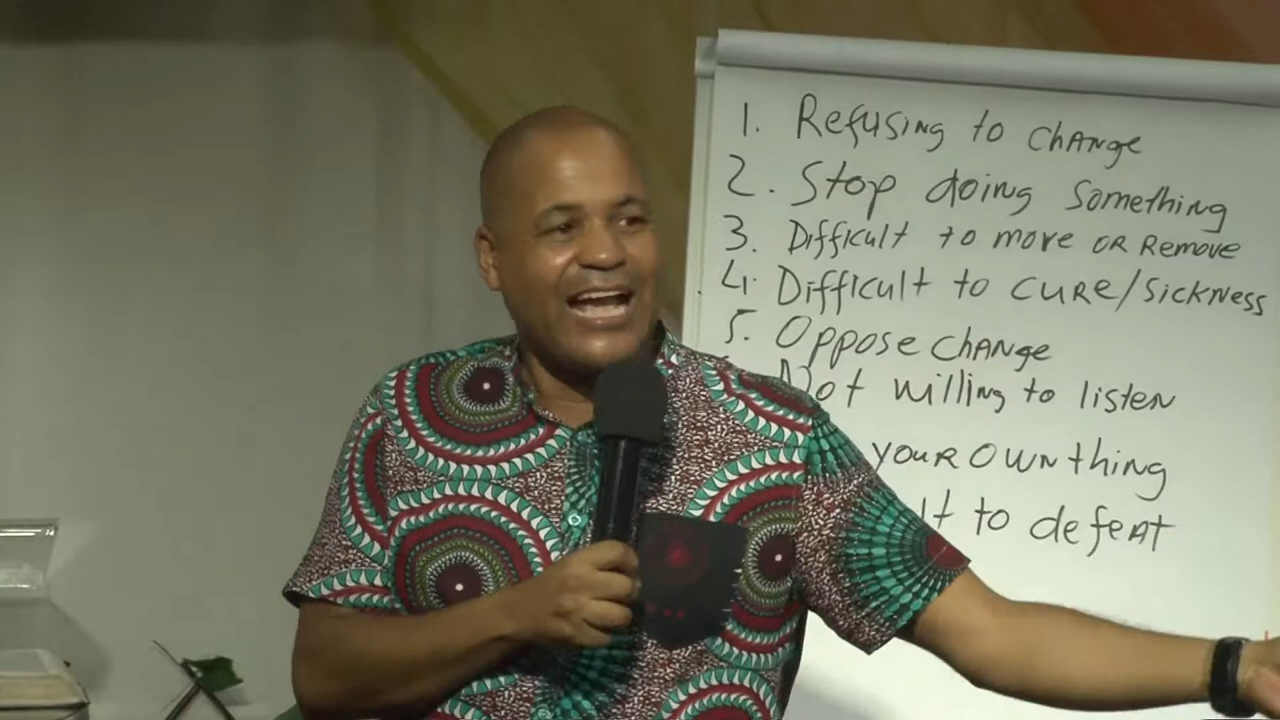 1. Refusing to change
2. Stop doing something
3. Difficult to move or Remove
4. Difficult to cure/sickness
5. Oppose change
Not willing to listen
your own thing
to defeat